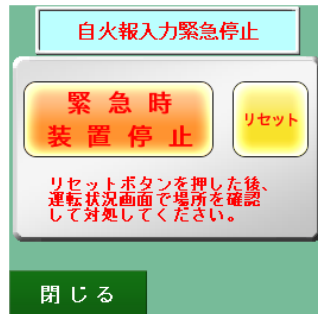 自火報入力緊急停止
緊急時
装置停止
リセット
リセットボタンを押した後、
運転状況画面で場所を確認
して対処してください。
閉じる